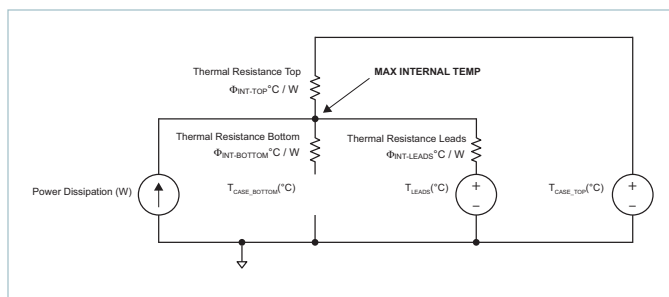 Thermal Resistance Top
MAX INTERNAL TEMP
ΦINT-TOP°C / W
Thermal Resistance Bottom
ΦINT-BOTTOM°C / W
Thermal Resistance Leads
ΦINT-LEADS°C / W
Power Dissipation (W)
TCASE_BOTTOM(°C)
TLEADS(°C)
TCASE_TOP(°C)
+
–
+
–